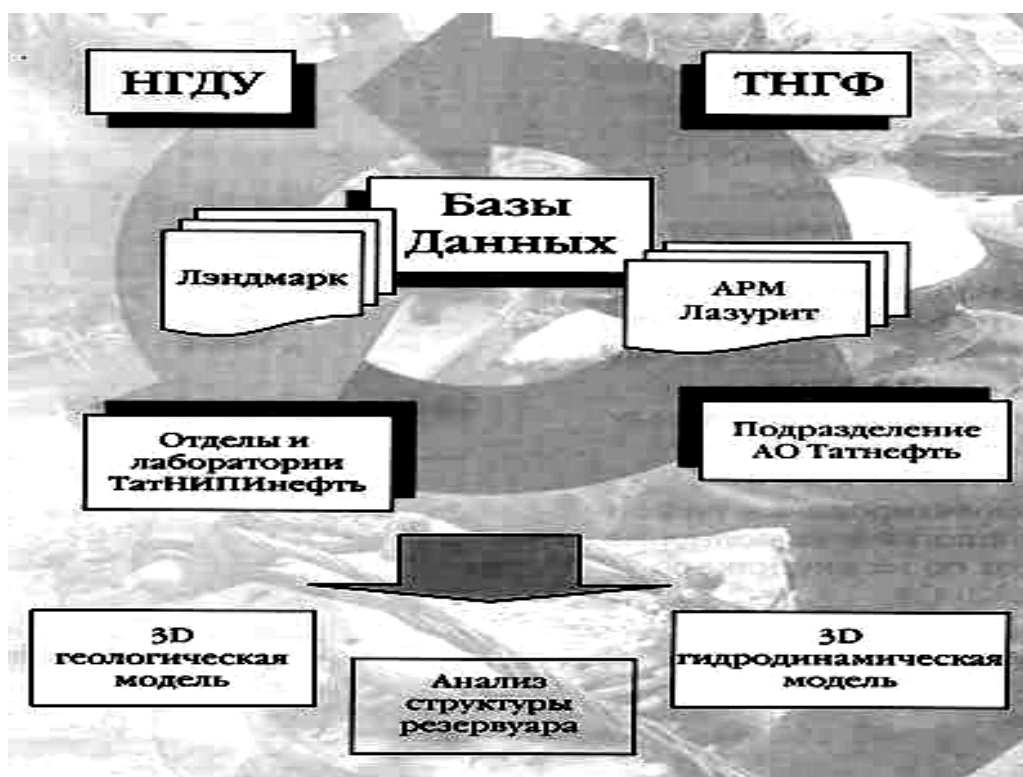 НГДУ
ТНГФ
Базы
Данных
Лэндмарк
АРМ
Лазурит
Отделы и
лаборатории
ТатНИПИнефть
Подразделение
АО Татнефть
3D
геологическая
модель
Анализ
структуры
резервуара
3D
гидродинамическая
модель